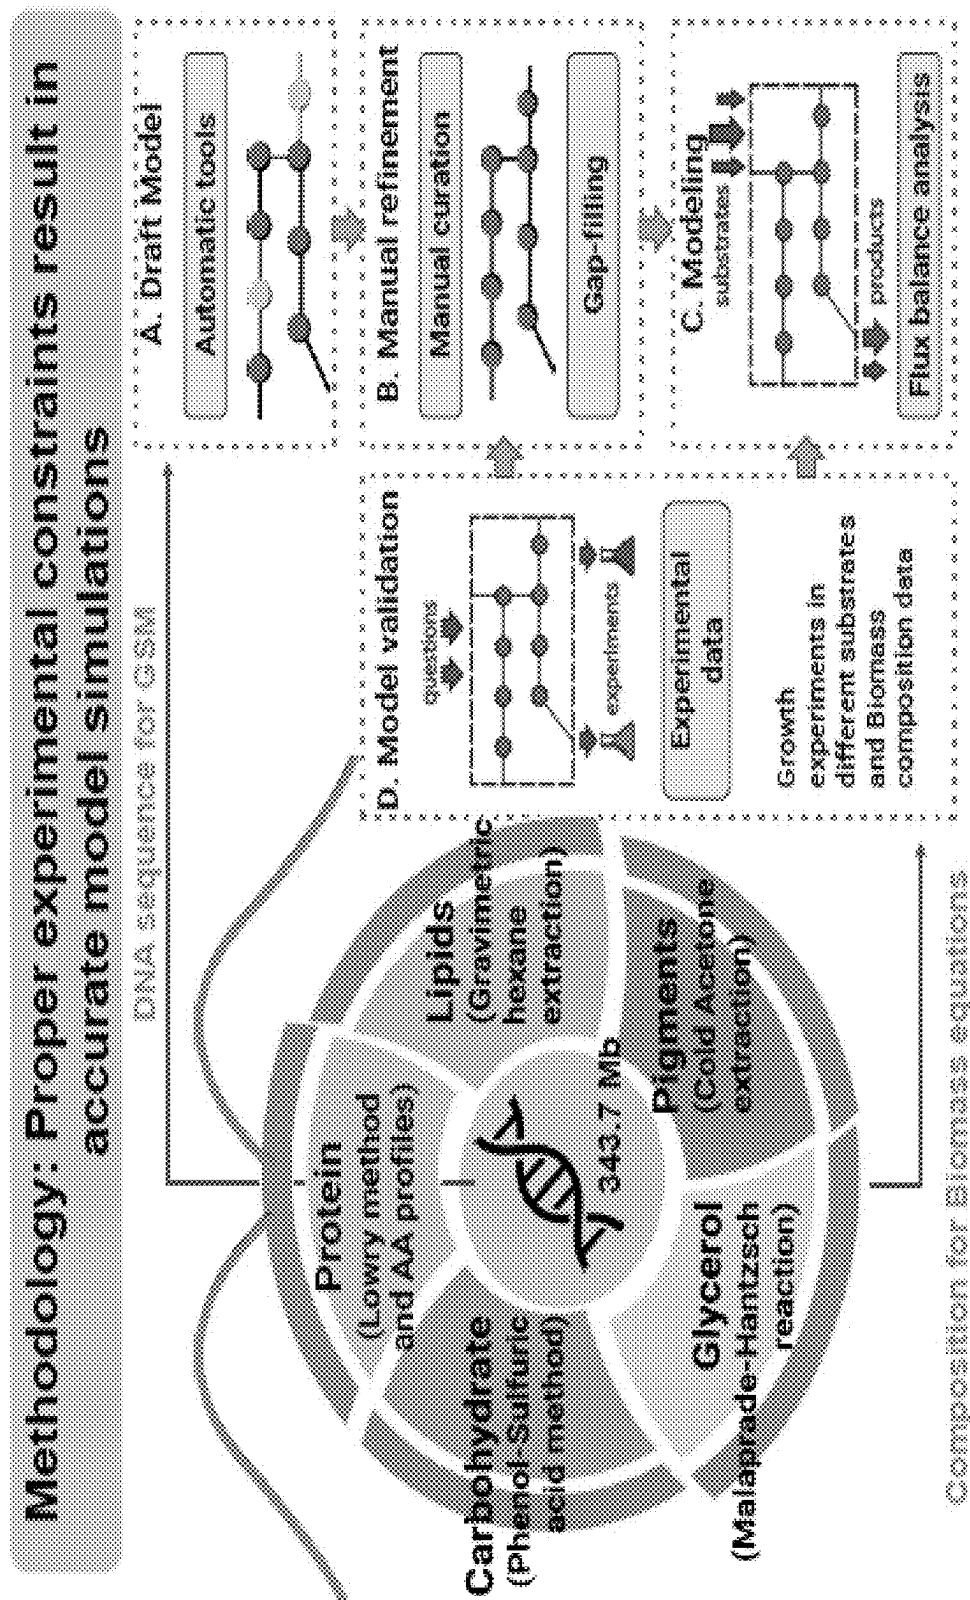 Methodology: Proper experimental constraints result in
accurate model simulations
DNA sequence for GSM
Protein
(Lowry method
and AA profiles)
Lipids
(Gravimetric
hexane
extraction)
Carbohydrate
(Phenol-Sulfuric
acid method)
343.7 Mb
Pigments
(Cold Acetone
extraction)
Glycerol
(Malaprade-Hantzsch
reaction)
Composition for Biomass equations
A. Draft Model
Automatic tools
B. Manual refinement
Manual curation
Gap-filling
C. Modelling
substrates
products
Flux balance analysis
D. Model validation
questions
experiments
Experimental
data
Growth
experiments in
different substrates
and Biomass
composition data